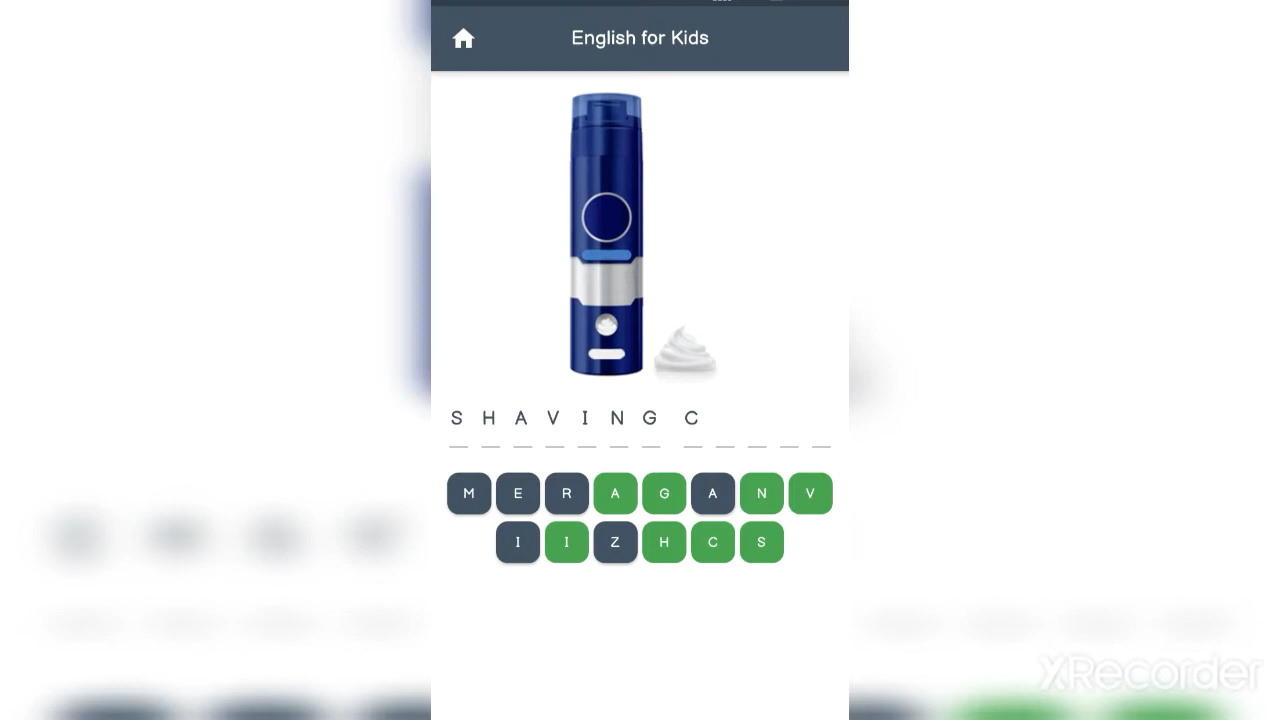 English for Kids
S H A V I N G C
M E R A G A N V
I I Z H C S
XRecorder